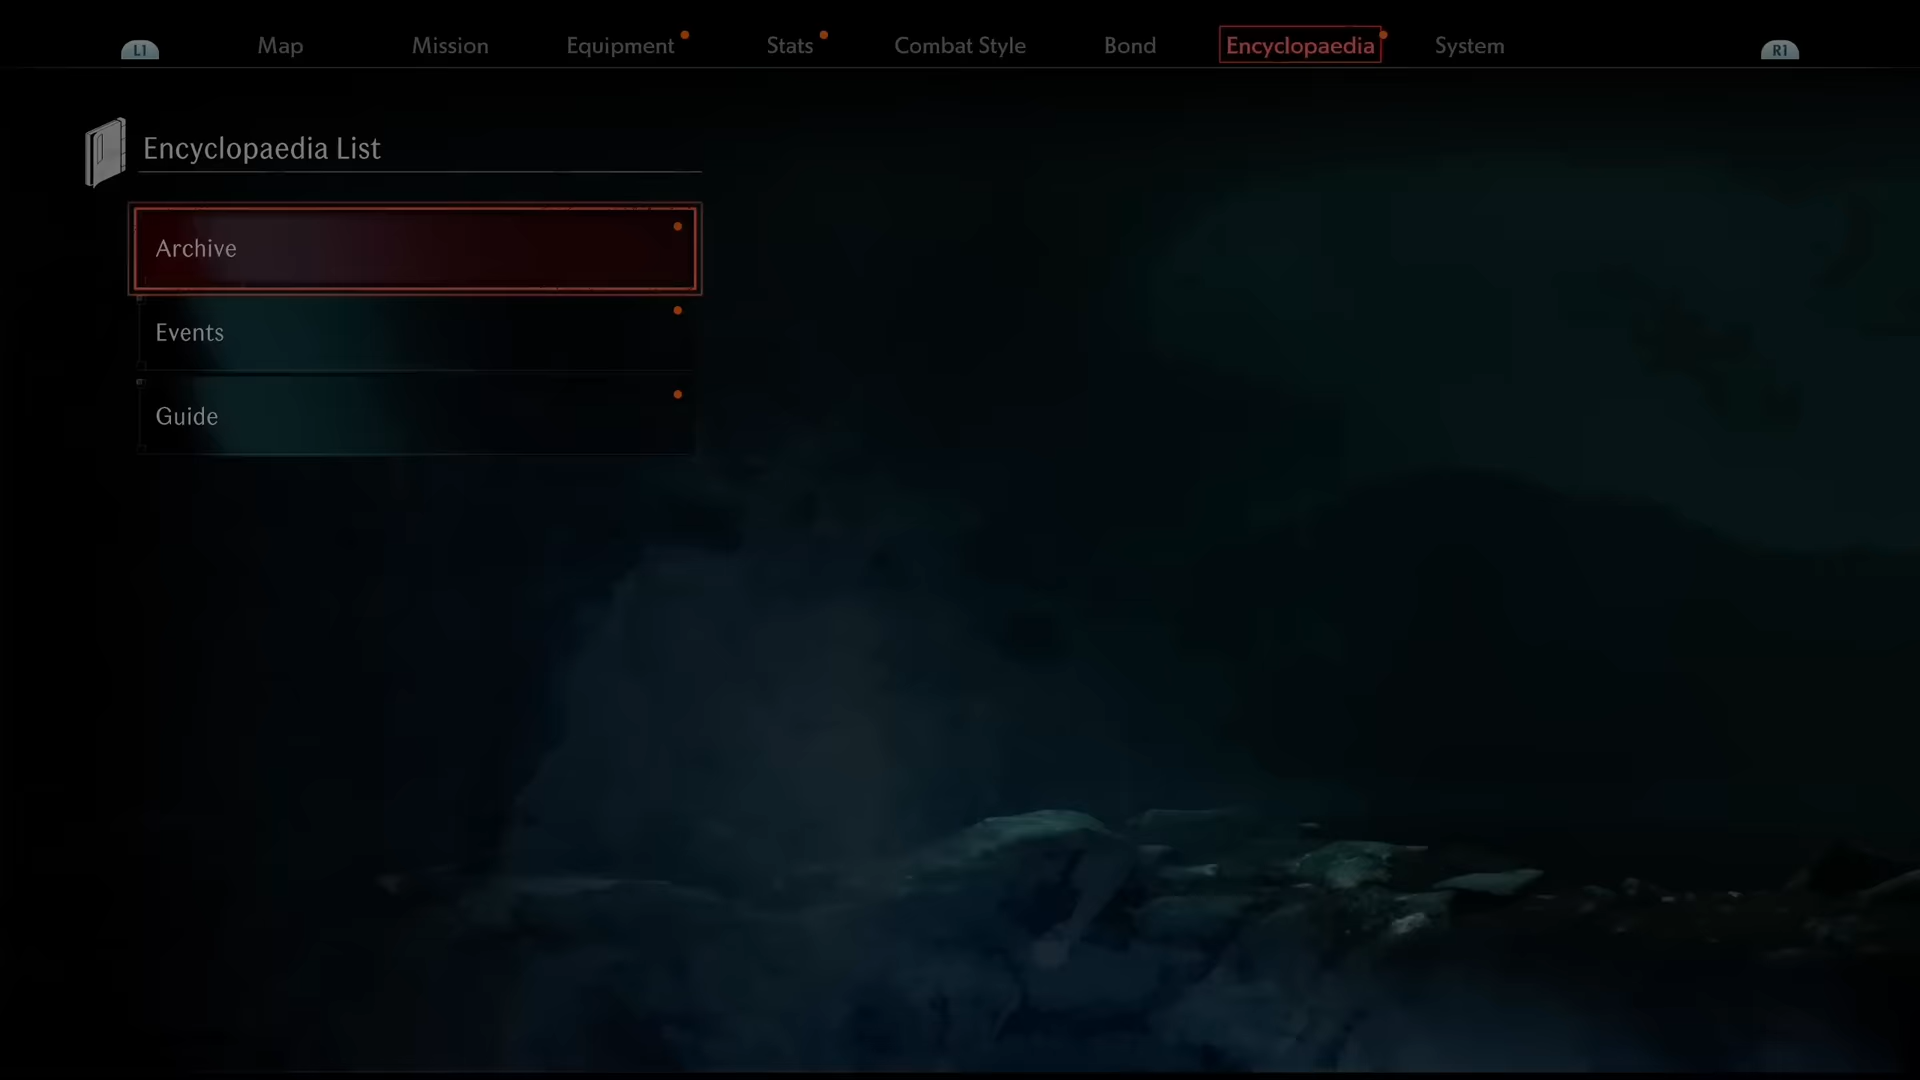 L1 Map Mission Equipment Stats Combat Style Bond Encyclopaedia System R1
Encyclopaedia List
Archive
Events
Guide